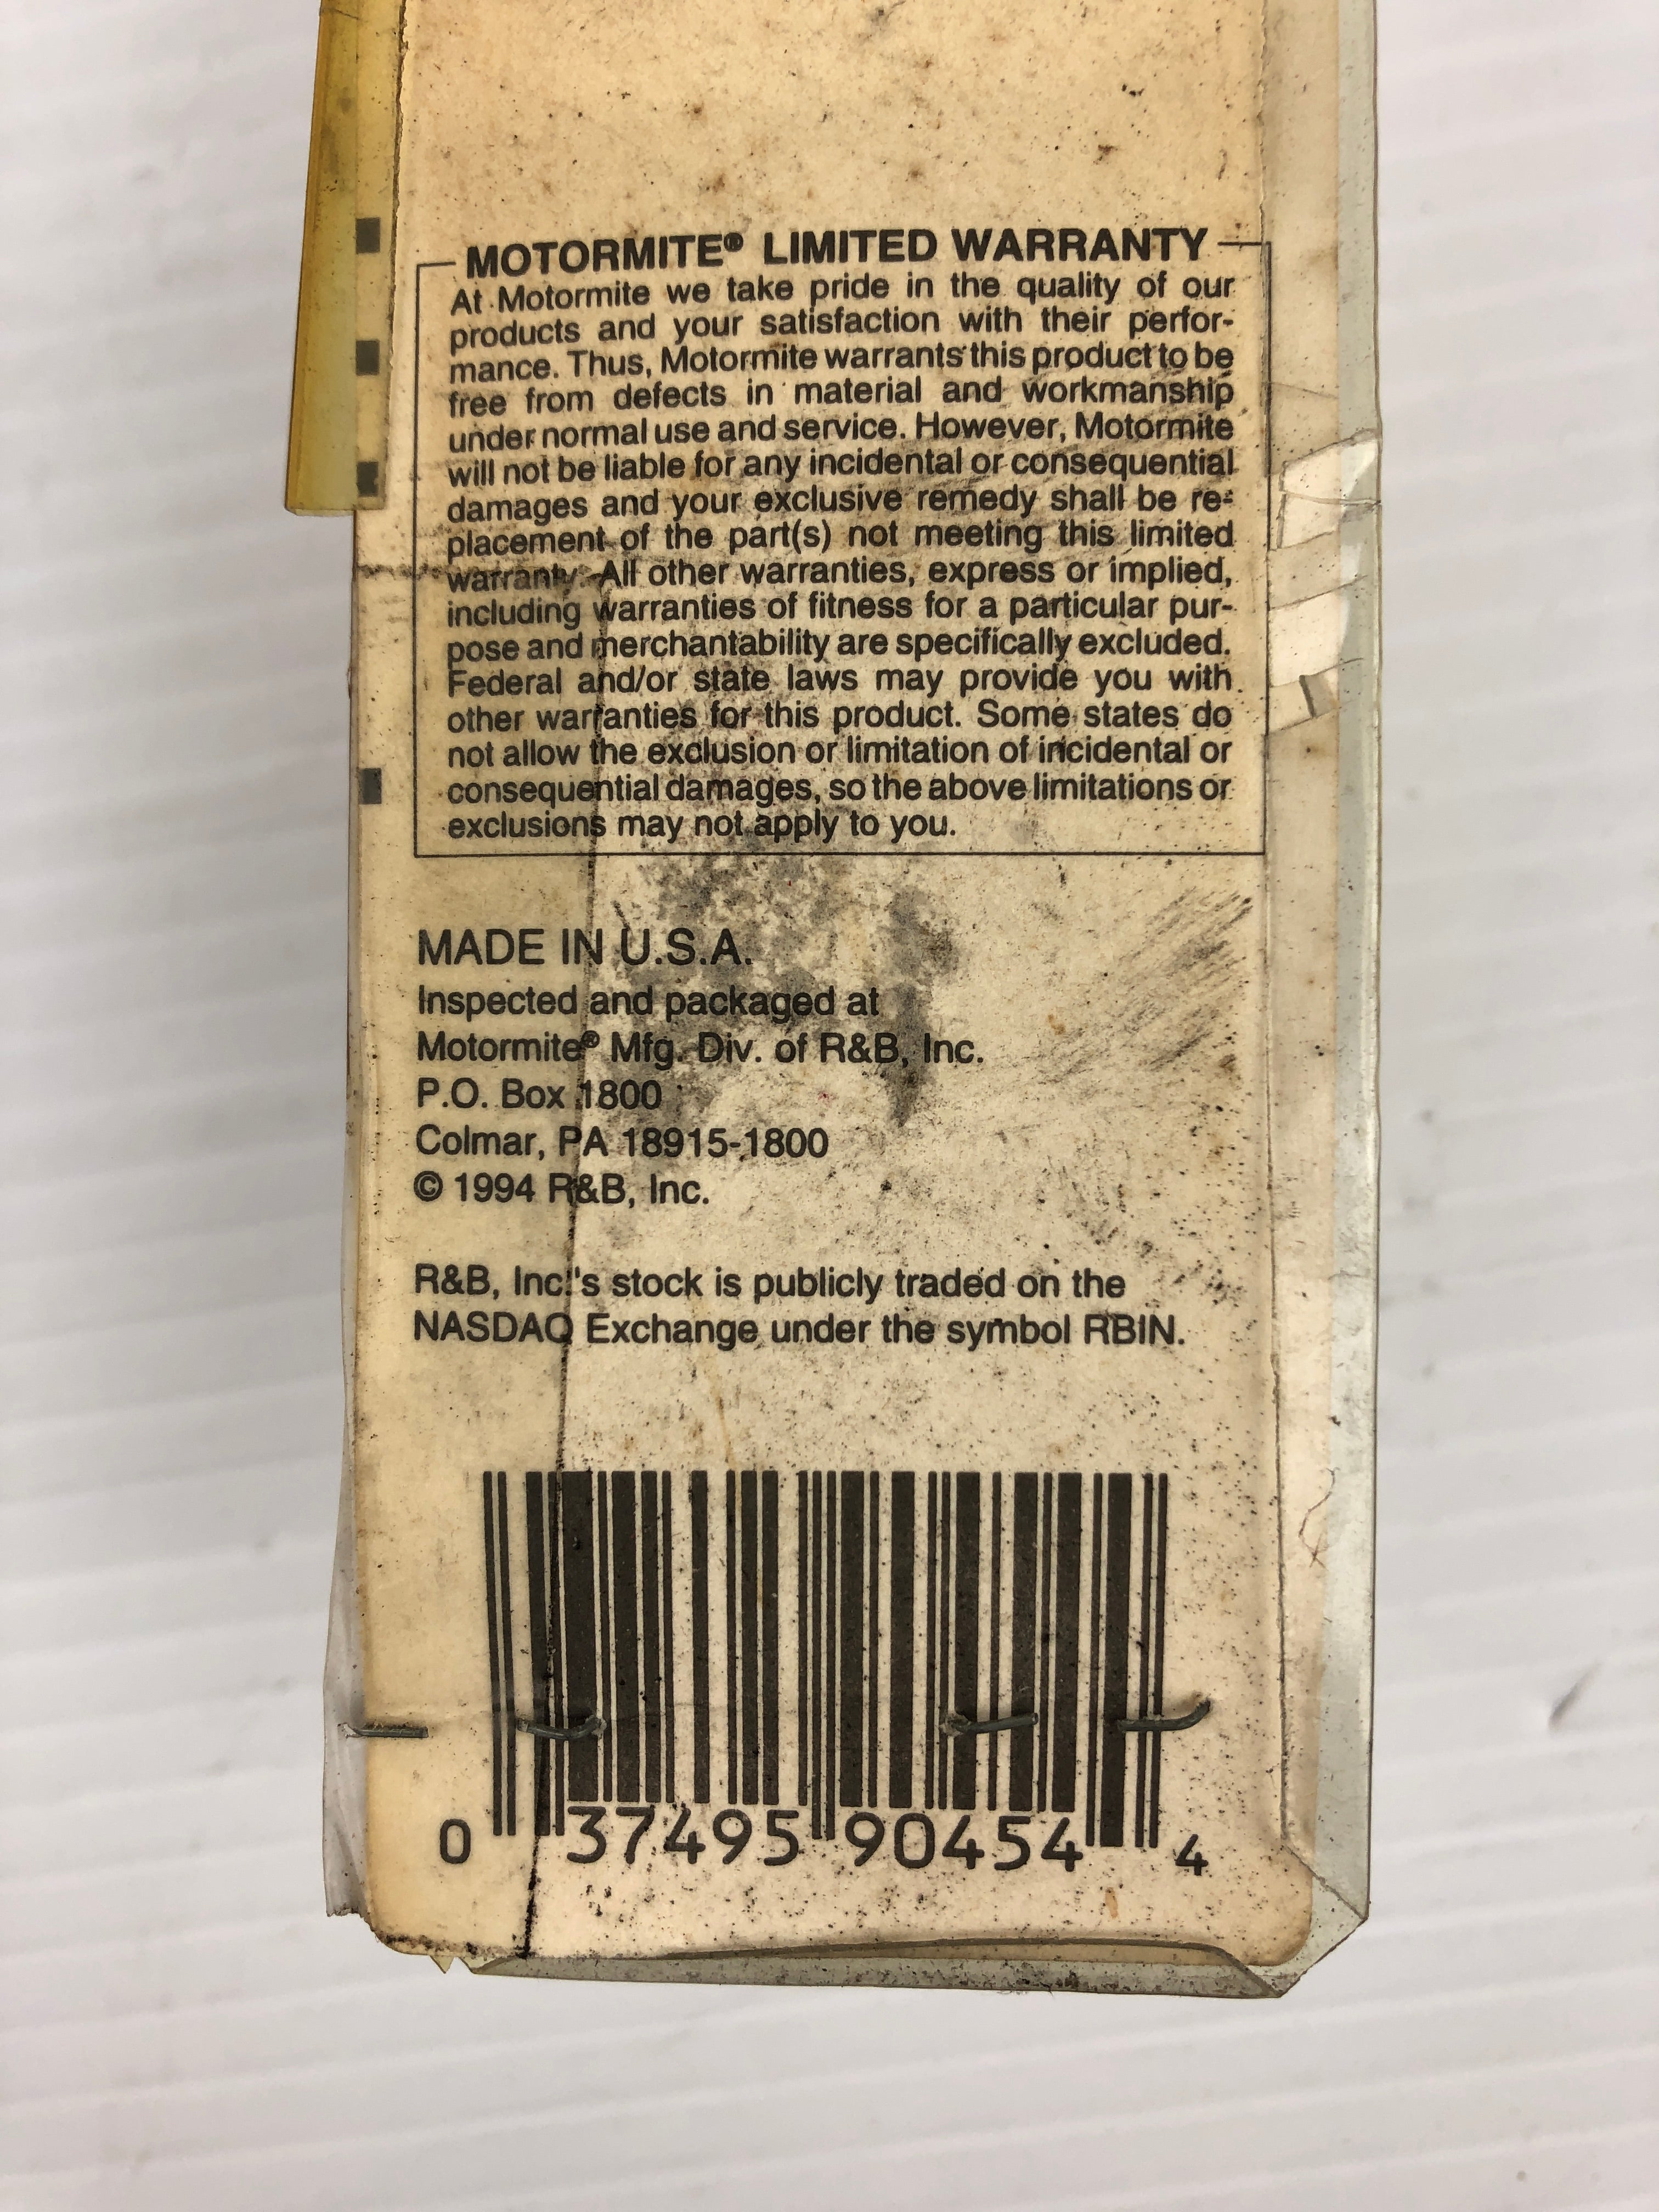 MOTORMITE® LIMITED WARRANTY
At Motormite we take pride in the quality of our
products and your satisfaction with their perfor-
mance. Thus, Motormite warrants this product to be
free from defects in material and workmanship
under normal use and service. However, Motormite
will not be liable for any incidental or consequential
damages and your exclusive remedy shall be re-
placement of the part(s) not meeting this limited
warranty. All other warranties, express or implied,
including warranties of fitness for a particular pur-
pose and merchantability are specifically excluded.
Federal and/or state laws may provide you with
other warranties for this product. Some states do
not allow the exclusion or limitation of incidental or
consequential damages, so the above limitations or
exclusions may not apply to you.
MADE IN U.S.A.
Inspected and packaged at
Motormite® Mfg. Div. of R&B, Inc.
P.O. Box 1800
Colmar, PA 18915-1800
© 1994 R&B, Inc.
R&B, Inc.'s stock is publicly traded on the
NASDAQ Exchange under the symbol RBIN.
0 37495 90454 4